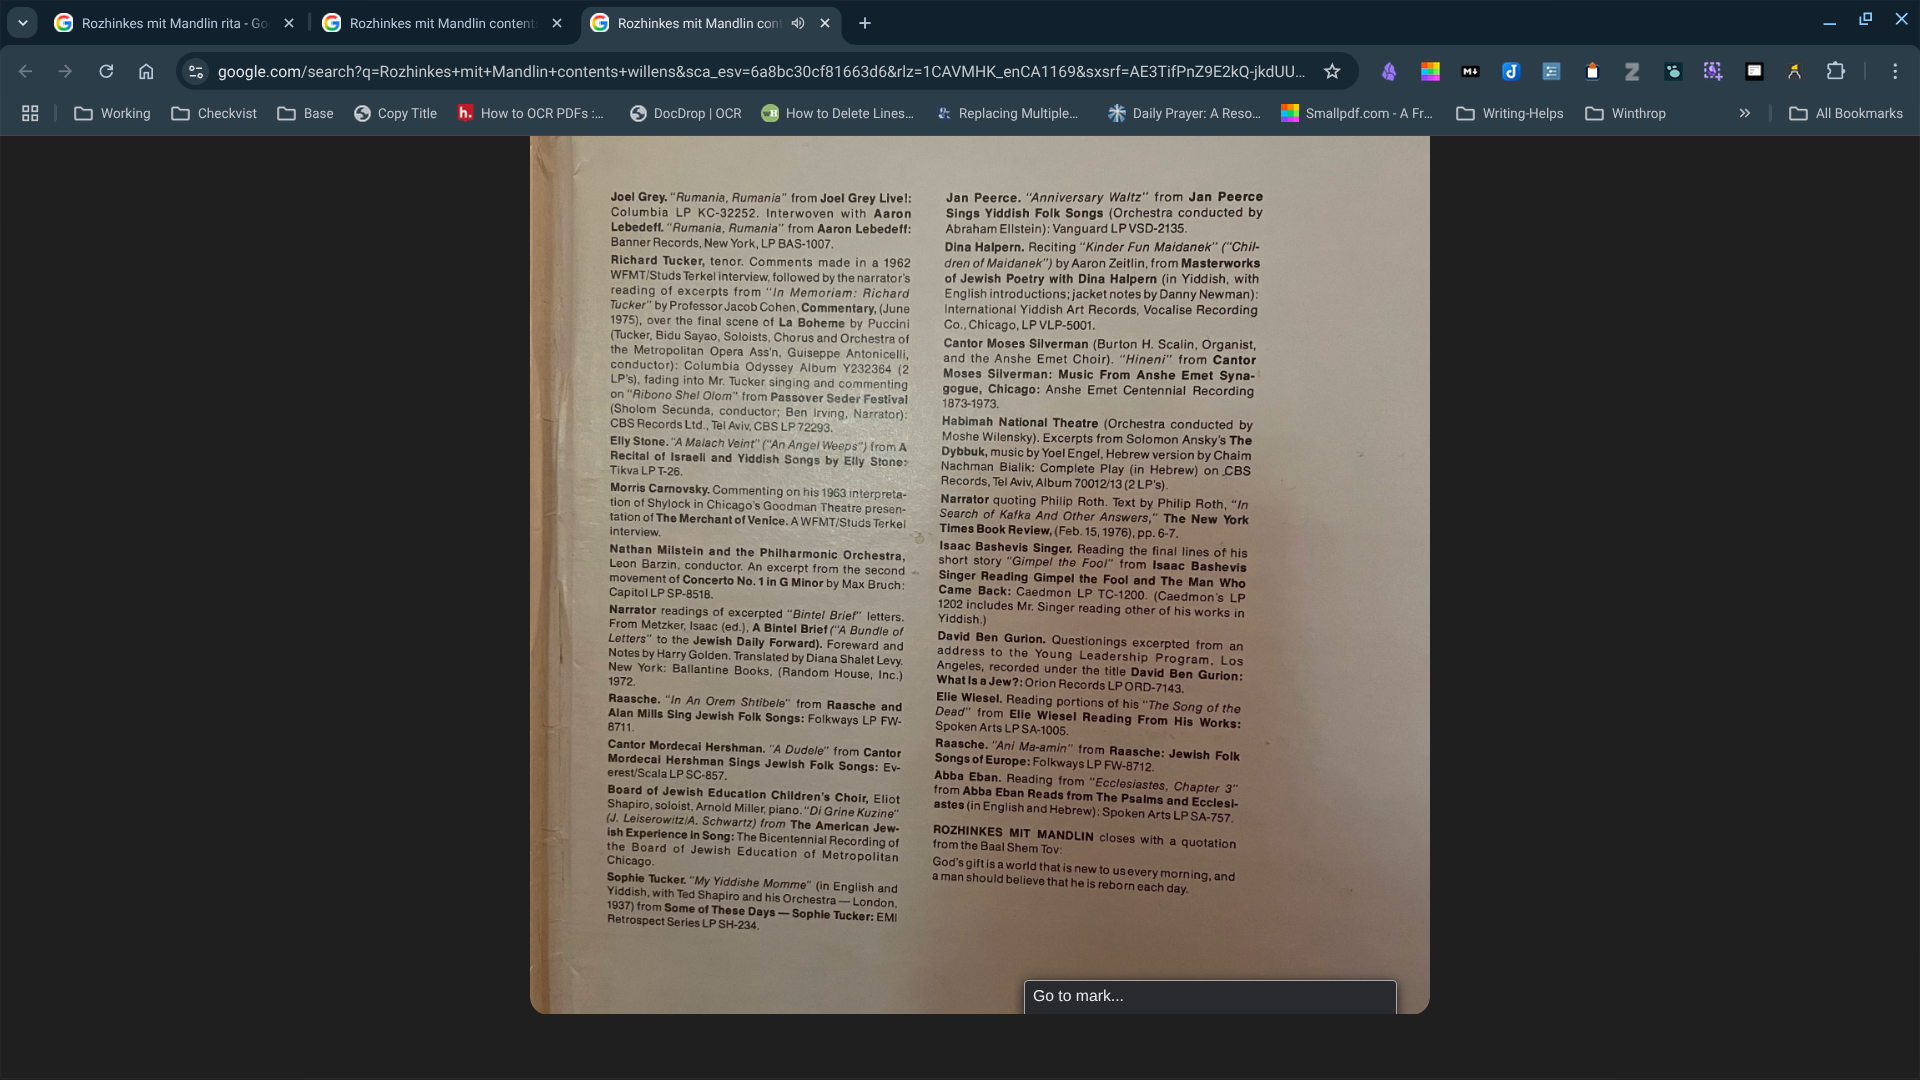 Rozhinkes mit Mandlin rita - Go
Rozhinkes mit Mandlin content
Rozhinkes mit Mandlin con
google.com/search?q=Rozhinkes+mit+Mandlin+contents+willens&sca_esv=6a8bc30cf81663d6&rlz=1CAVMHK_enCA1169&sxsrf=AE3TifPnZ9E2kQ-jkdUU...
Working
Checkvist
Base
Copy Title
How to OCR PDFs :...
DocDrop | OCR
How to Delete Lines...
Replacing Multiple...
Daily Prayer: A Reso...
Smallpdf.com - A Fr...
Writing-Helps
Winthrop
All Bookmarks
Joel Grey. "Rumania, Rumania" from Joel Grey Live!:
Columbia LP KC-32252. Interwoven with Aaron
Lebedeff. "Rumania, Rumania" from Aaron Lebedeff:
Banner Records, New York, LP BAS-1007.
Richard Tucker, tenor. Comments made in a 1962
WFMT/Studs Terkel interview, followed by the narrator's
reading of excerpts from "In Memoriam: Richard
Tucker" by Professor Jacob Cohen, Commentary, (June
1975), over the final scene of La Boheme by Puccini
(Tucker, Bidu Sayao, Soloists, Chorus and Orchestra of
the Metropolitan Opera Ass'n, Guiseppe Antonicelli,
conductor): Columbia Odyssey Album Y232364 (2
LP's), fading into Mr. Tucker singing and commenting
on "Ribono Shel Olom" from Passover Seder Festival
(Sholom Secunda, conductor; Ben Irving, Narrator):
CBS Records Ltd., Tel Aviv, CBS LP 72293.
Elly Stone. "A Malach Veint" ("An Angel Weeps") from A
Recital of Israeli and Yiddish Songs by Elly Stone:
Tikva LP T-26.
Morris Carnovsky. Commenting on his 1963 interpreta-
tion of Shylock in Chicago's Goodman Theatre presen-
tation of The Merchant of Venice. A WFMT/Studs Terkel
interview.
Nathan Milstein and the Philharmonic Orchestra,
Leon Barzin, conductor. An excerpt from the second
movement of Concerto No. 1 in G Minor by Max Bruch:
Capitol LP SP-8518.
Narrator readings of excerpted "Bintel Brief" letters.
From Metzker, Isaac (ed.), A Bintel Brief ("A Bundle of
Letters" to the Jewish Daily Forward). Foreward and
Notes by Harry Golden. Translated by Diana Shalet Levy.
New York: Ballantine Books, (Random House, Inc.)
1972.
Raasche. "In An Orem Shtibele" from Raasche and
Alan Mills Sing Jewish Folk Songs: Folkways LP FW-
8711.
Cantor Mordecai Hershman. "A Dudele" from Cantor
Mordecai Hershman Sings Jewish Folk Songs: Ev-
erest/Scala LP SC-857.
Board of Jewish Education Children's Choir, Eliot
Shapiro, soloist, Arnold Miller, piano. "Di Grine Kuzine"
(J. Leiserowitz/A. Schwartz) from The American Jew-
ish Experience in Song: The Bicentennial Recording of
the Board of Jewish Education of Metropolitan
Chicago.
Sophie Tucker. "My Yiddishe Momme" (in English and
Yiddish, with Ted Shapiro and his Orchestra — London,
1937) from Some of These Days — Sophie Tucker: EMI
Retrospect Series LP SH-234.
Jan Peerce. "Anniversary Waltz" from Jan Peerce
Sings Yiddish Folk Songs (Orchestra conducted by
Abraham Ellstein): Vanguard LP VSD-2135.
Dina Halpern. Reciting "Kinder Fun Maidanek" ("Chil-
dren of Maidanek") by Aaron Zeitlin, from Masterworks
of Jewish Poetry with Dina Halpern (in Yiddish, with
English introductions; jacket notes by Danny Newman):
International Yiddish Art Records, Vocalise Recording
Co., Chicago, LP VLP-5001.
Cantor Moses Silverman (Burton H. Scalin, Organist,
and the Anshe Emet Choir). "Hineni" from Cantor
Moses Silverman: Music From Anshe Emet Syna-
gogue, Chicago: Anshe Emet Centennial Recording
1873-1973.
Habimah National Theatre (Orchestra conducted by
Moshe Wilensky). Excerpts from Solomon Ansky's The
Dybbuk, music by Yoel Engel, Hebrew version by Chaim
Nachman Bialik: Complete Play (in Hebrew) on CBS
Records, Tel Aviv, Album 70012/13 (2 LP's).
Narrator quoting Philip Roth. Text by Philip Roth, "In
Search of Kafka And Other Answers," The New York
Times Book Review, (Feb. 15, 1976), pp. 6-7.
Isaac Bashevis Singer. Reading the final lines of his
short story "Gimpel the Fool" from Isaac Bashevis
Singer Reading Gimpel the Fool and The Man Who
Came Back: Caedmon LP TC-1200. (Caedmon's LP
1202 includes Mr. Singer reading other of his works in
Yiddish.)
David Ben Gurion. Questionings excerpted from an
address to the Young Leadership Program, Los
Angeles, recorded under the title David Ben Gurion:
What Is a Jew?: Orion Records LP ORD-7143.
Elie Wiesel. Reading portions of his "The Song of the
Dead" from Elie Wiesel Reading From His Works:
Spoken Arts LP SA-1005.
Raasche. "Ani Ma-amin" from Raasche: Jewish Folk
Songs of Europe: Folkways LP FW-8712.
Abba Eban. Reading from "Ecclesiastes, Chapter 3"
from Abba Eban Reads from The Psalms and Ecclesi-
astes (in English and Hebrew): Spoken Arts LP SA-757.
ROZHINKES MIT MANDLIN closes with a quotation
from the Baal Shem Tov:
God's gift is a world that is new to us every morning, and
a man should believe that he is reborn each day.
Go to mark...